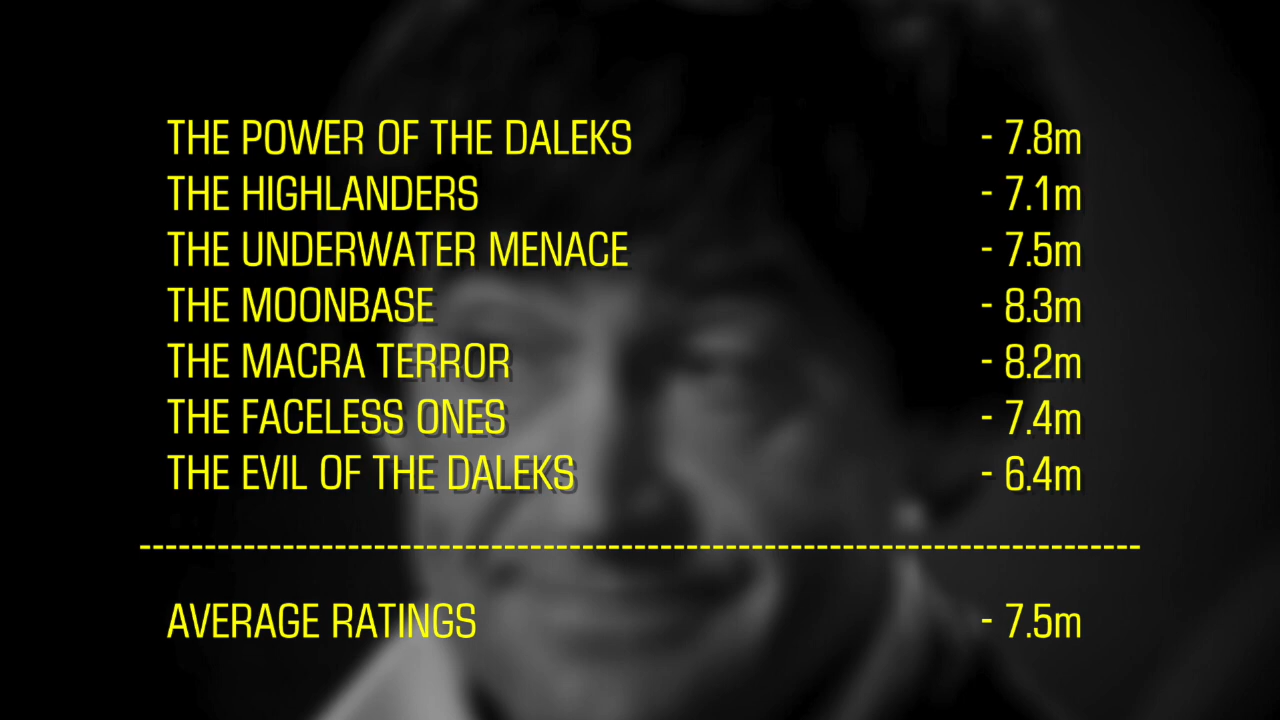 THE POWER OF THE DALEKS - 7.8m
THE HIGHLANDERS - 7.1m
THE UNDERWATER MENACE - 7.5m
THE MOONBASE - 8.3m
THE MACRA TERROR - 8.2m
THE FACELESS ONES - 7.4m
THE EVIL OF THE DALEKS - 6.4m
AVERAGE RATINGS - 7.5m